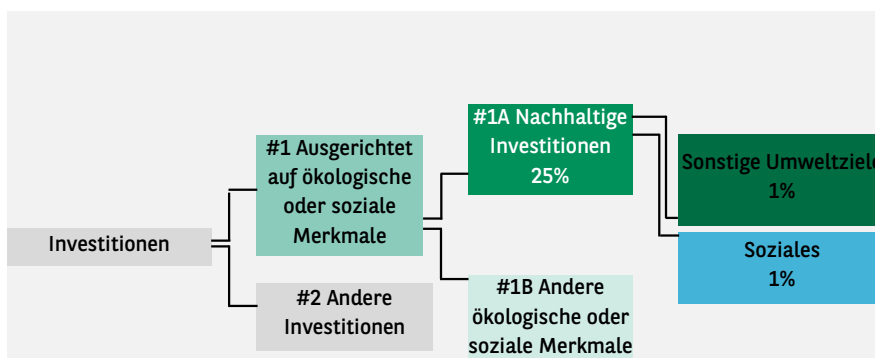 Investitionen
#1 Ausgerichtet
auf ökologische
oder soziale
Merkmale
#2 Andere
Investitionen
#1A Nachhaltige
Investitionen
25%
#1B Andere
ökologische oder
soziale Merkmale
Sonstige Umweltziele
1%
Soziales
1%